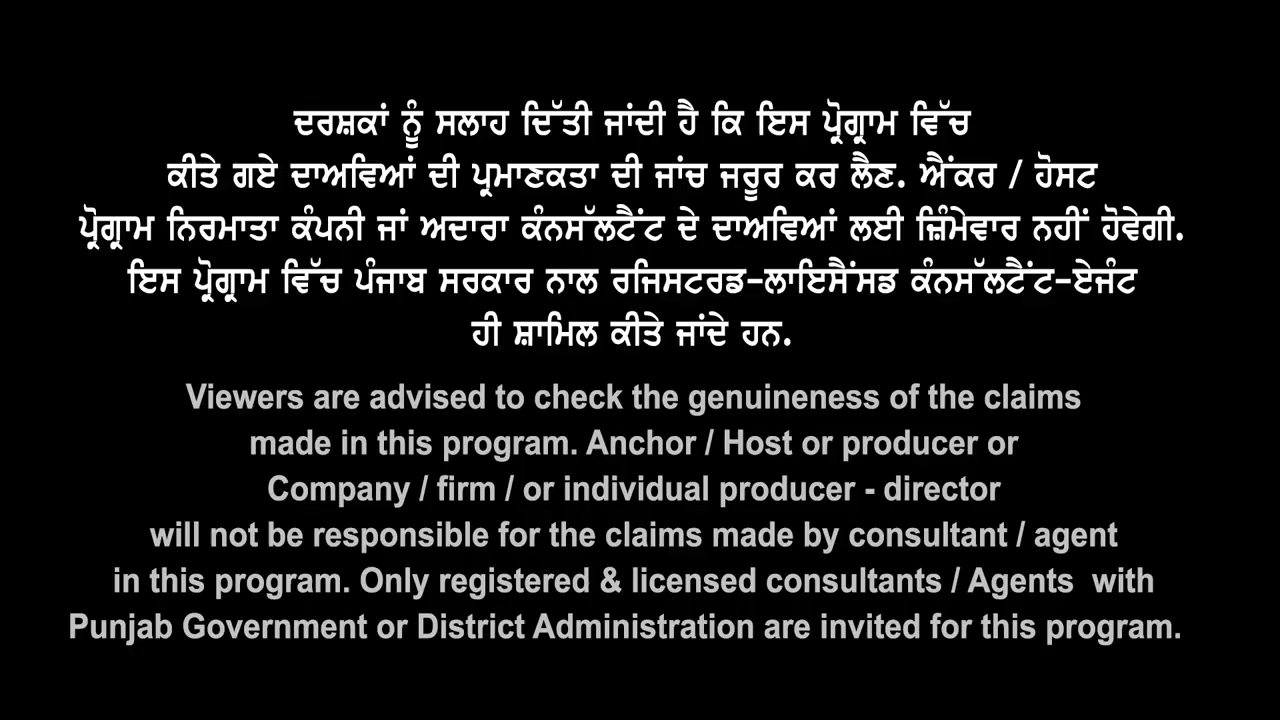 ਦਰਸ਼ਕਾਂ ਨੂੰ ਸਲਾਹ ਦਿੱਤੀ ਜਾਂਦੀ ਹੈ ਕਿ ਇਸ ਪ੍ਰੋਗ੍ਰਾਮ ਵਿੱਚ
ਕੀਤੇ ਗਏ ਦਾਅਵਿਆਂ ਦੀ ਪ੍ਰਮਾਣਕਤਾ ਦੀ ਜਾਂਚ ਜਰੂਰ ਕਰ ਲੈਣ. ਐਂਕਰ / ਹੋਸਟ
ਪ੍ਰੋਗ੍ਰਾਮ ਨਿਰਮਾਤਾ ਕੰਪਨੀ ਜਾਂ ਅਦਾਰਾ ਕੰਨਸੱਲਟੈਂਟ ਦੇ ਦਾਅਵਿਆਂ ਲਈ ਜ਼ਿੰਮੇਵਾਰ ਨਹੀਂ ਹੋਵੇਗੀ.
ਇਸ ਪ੍ਰੋਗ੍ਰਾਮ ਵਿੱਚ ਪੰਜਾਬ ਸਰਕਾਰ ਨਾਲ ਰਜਿਸਟਰਡ-ਲਾਇਸੈਂਸਡ ਕੰਨਸੱਲਟੈਂਟ-ਏਜੰਟ
ਹੀ ਸ਼ਾਮਿਲ ਕੀਤੇ ਜਾਂਦੇ ਹਨ.
Viewers are advised to check the genuineness of the claims
made in this program. Anchor / Host or producer or
Company / firm / or individual producer - director
will not be responsible for the claims made by consultant / agent
in this program. Only registered & licensed consultants / Agents  with
Punjab Government or District Administration are invited for this program.